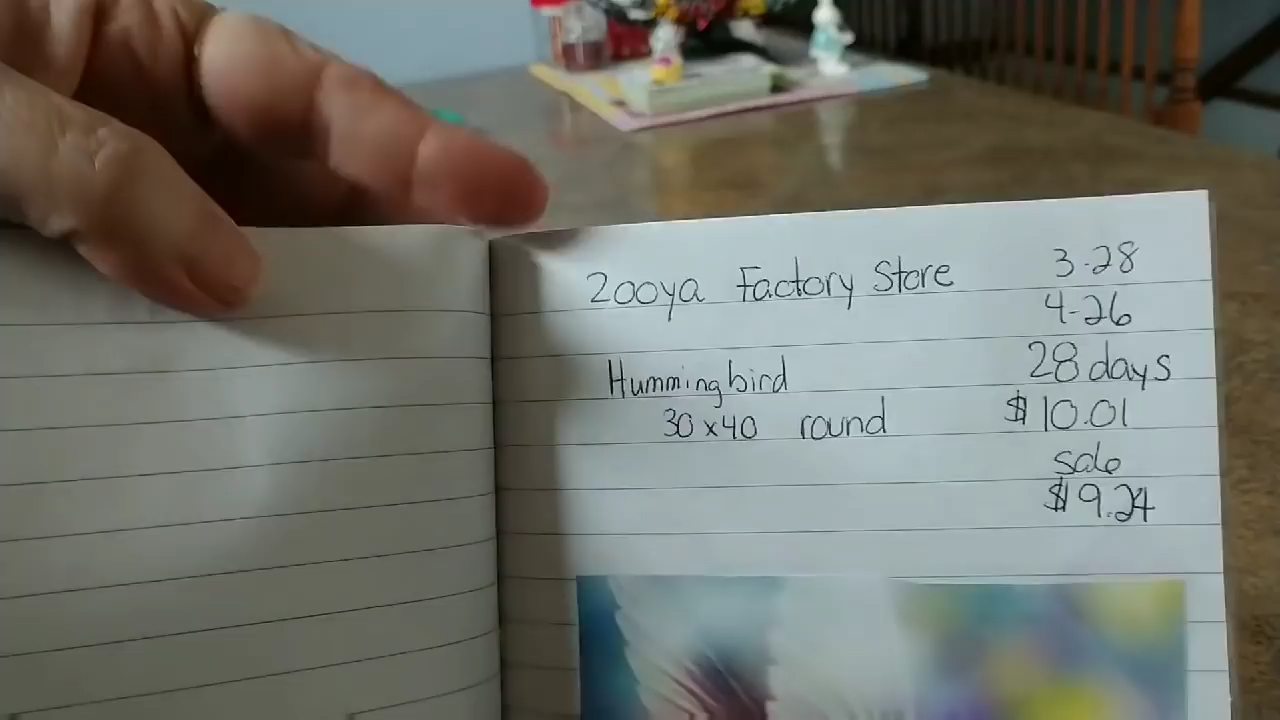 Zooya Factory Store 3-28
4-26
Hummingbird 28 days
30x40 round $10.01
sale
$9.24